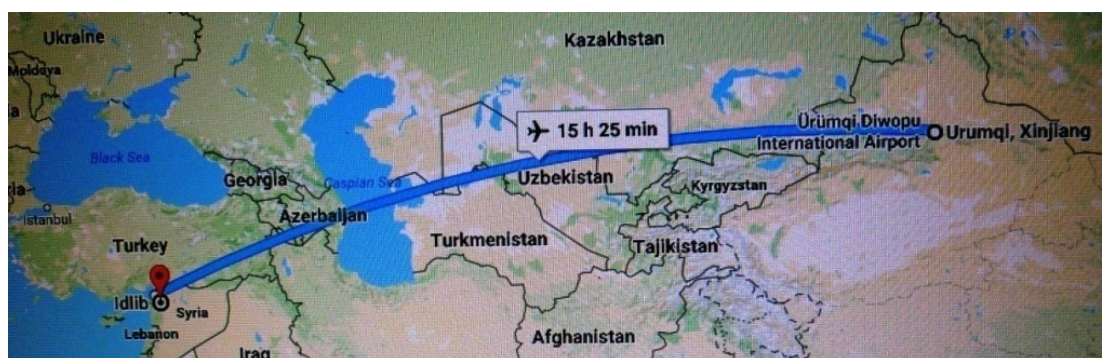 Ukraine
Kazakhstan
Moldova
15 h 25 min
Ürümqi Diwopu
International Airport
Urumqi, Xinjiang
Black Sea
Georgia
Caspian Sea
Uzbekistan
Kyrgyzstan
Istanbul
Azerbaijan
Turkey
Turkmenistan
Tajikistan
Idlib
Syria
Lebanon
Afghanistan
Iraq